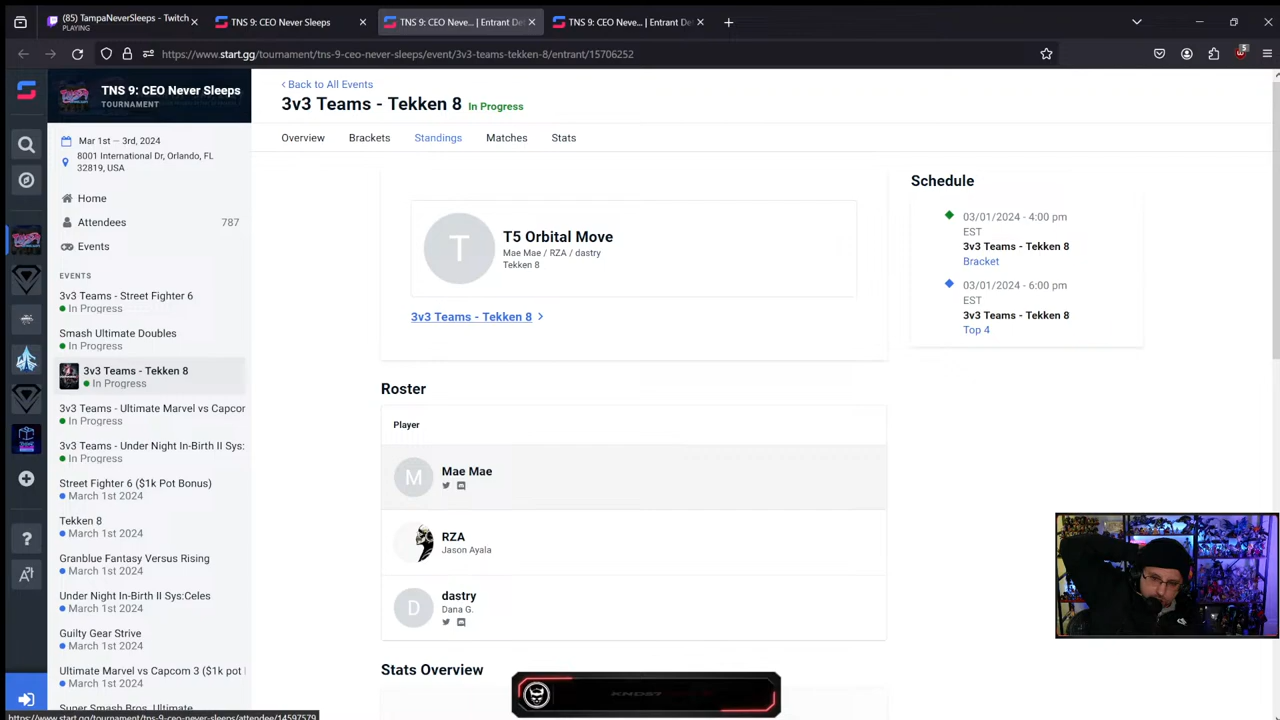 (85) TampaNeverSleeps - Twitch
PLAYING
TNS 9: CEO Never Sleeps
TNS 9: CEO Neve... | Entrant Det
TNS 9: CEO Neve... | Entrant Det
https://www.start.gg/tournament/tns-9-ceo-never-sleeps/event/3v3-teams-tekken-8/entrant/15706252
TNS 9: CEO Never Sleeps
TOURNAMENT
Mar 1st — 3rd, 2024
8001 International Dr, Orlando, FL
32819, USA
Home
Attendees 787
Events
EVENTS
3v3 Teams - Street Fighter 6
In Progress
Smash Ultimate Doubles
In Progress
3v3 Teams - Tekken 8
In Progress
3v3 Teams - Ultimate Marvel vs Capcor
In Progress
3v3 Teams - Under Night In-Birth II Sys:
In Progress
Street Fighter 6 ($1k Pot Bonus)
March 1st 2024
Tekken 8
March 1st 2024
Granblue Fantasy Versus Rising
March 1st 2024
Under Night In-Birth II Sys:Celes
March 1st 2024
Guilty Gear Strive
March 1st 2024
Ultimate Marvel vs Capcom 3 ($1k pot
March 1st 2024
Super Smash Bros. Ultimate
https://www.start.gg/tournament/tns-9-ceo-never-sleeps/attendee/14597579
Back to All Events
3v3 Teams - Tekken 8 In Progress
Overview Brackets Standings Matches Stats
T
T5 Orbital Move
Mae Mae / RZA / dastry
Tekken 8
3v3 Teams - Tekken 8
Roster
Player
M
Mae Mae
RZA
Jason Ayala
D
dastry
Dana G.
Stats Overview
Schedule
03/01/2024 - 4:00 pm
EST
3v3 Teams - Tekken 8
Bracket
03/01/2024 - 6:00 pm
EST
3v3 Teams - Tekken 8
Top 4